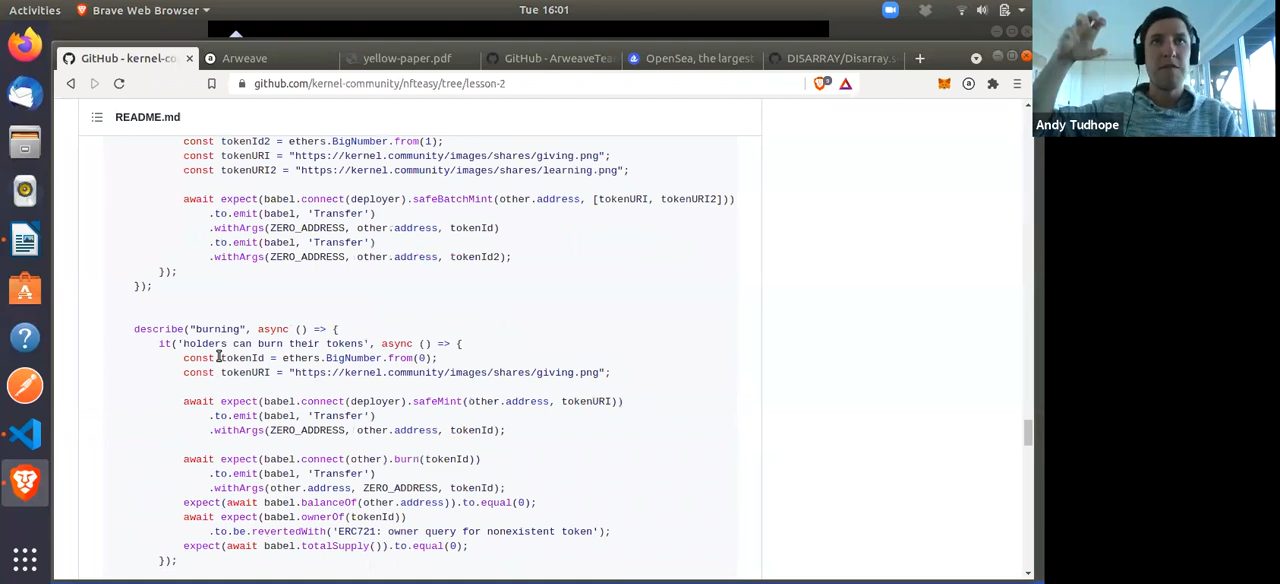 Activities Brave Web Browser Tue 16:01
GitHub - kernel-co Arweave yellow-paper.pdf GitHub - ArweaveTea OpenSea, the largest DISARRAY/Disarray.s
github.com/kernel-community/nfteasy/tree/lesson-2
Andy Tudhope
README.md
const tokenId2 = ethers.BigNumber.from(1);
const tokenURI = "https://kernel.community/images/shares/giving.png";
const tokenURI2 = "https://kernel.community/images/shares/learning.png";
await expect(babel.connect(deployer).safeBatchMint(other.address, [tokenURI, tokenURI2]))
.to.emit(babel, 'Transfer')
.withArgs(ZERO_ADDRESS, other.address, tokenId)
.to.emit(babel, 'Transfer')
.withArgs(ZERO_ADDRESS, other.address, tokenId2);
});
});
describe("burning", async () => {
it('holders can burn their tokens', async () => {
const tokenId = ethers.BigNumber.from(0);
const tokenURI = "https://kernel.community/images/shares/giving.png";
await expect(babel.connect(deployer).safeMint(other.address, tokenURI))
.to.emit(babel, 'Transfer')
.withArgs(ZERO_ADDRESS, other.address, tokenId);
await expect(babel.connect(other).burn(tokenId))
.to.emit(babel, 'Transfer')
.withArgs(other.address, ZERO_ADDRESS, tokenId);
expect(await babel.balanceOf(other.address)).to.equal(0);
await expect(babel.ownerOf(tokenId))
.to.be.revertedWith('ERC721: owner query for nonexistent token');
expect(await babel.totalSupply()).to.equal(0);
});